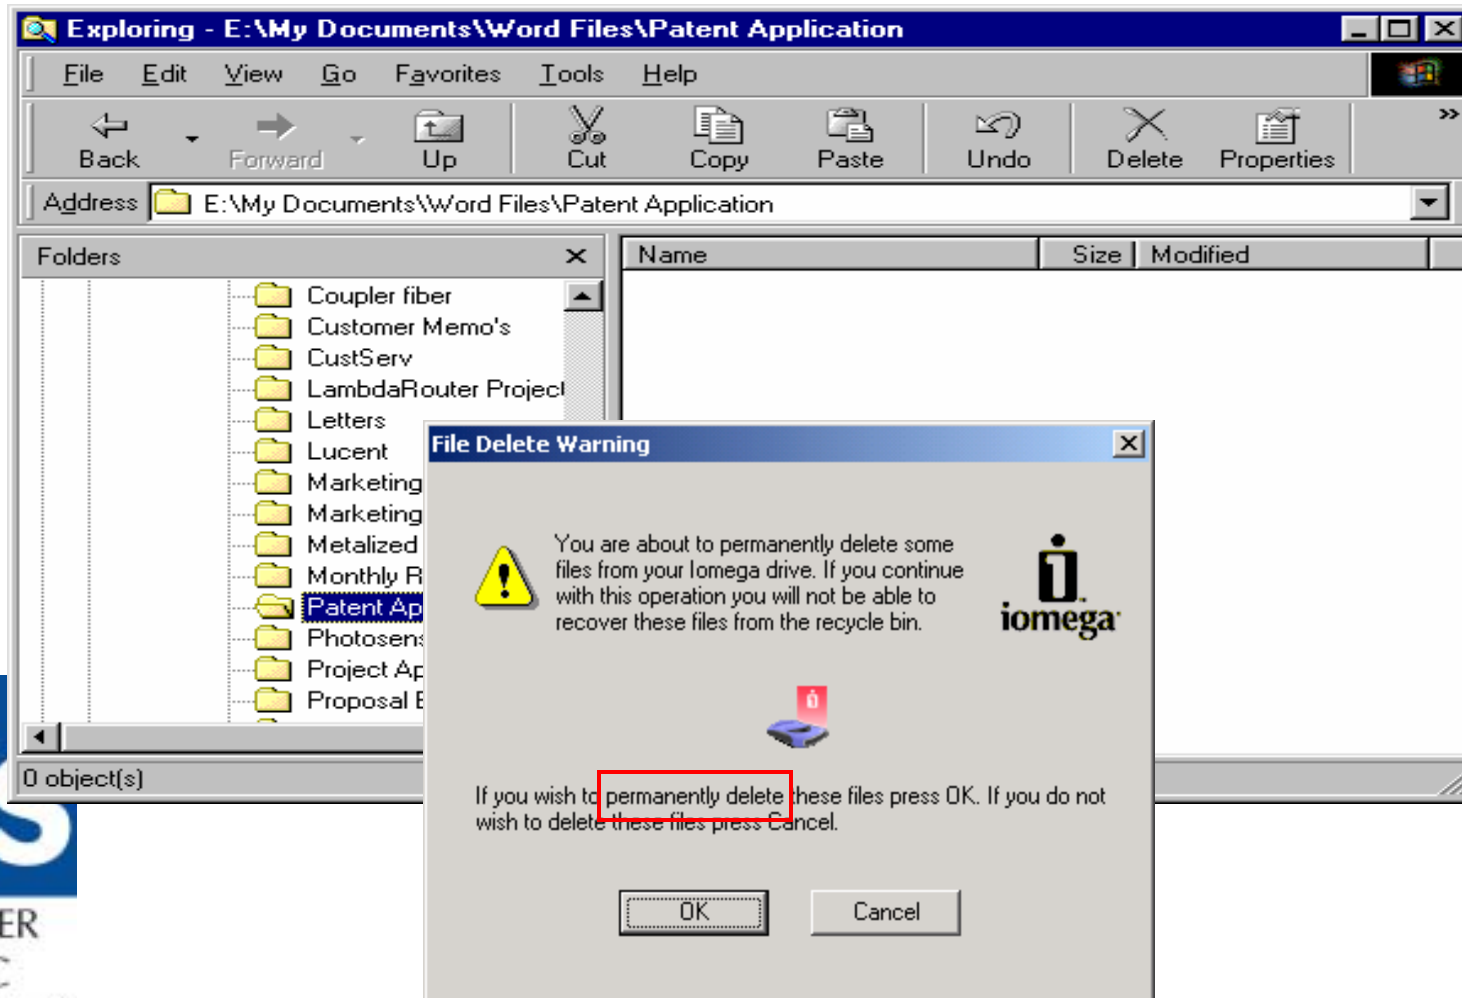 Exploring - E:\My Documents\Word Files\Patent Application
File Edit View Go Favorites Tools Help
Back Forward Up Cut Copy Paste Undo Delete Properties »
Address E:\My Documents\Word Files\Patent Application
Folders
Name Size Modified
Coupler fiber
Customer Memo's
CustServ
LambdaRouter Project
Letters
Lucent
Marketing
Marketing
Metalized
Monthly R
Patent Ap
Photosens
Project Ap
Proposal E
0 object(s)
File Delete Warning
You are about to permanently delete some
files from your Iomega drive. If you continue
with this operation you will not be able to
recover these files from the recycle bin.
iomega
If you wish to permanently delete these files press OK. If you do not
wish to delete these files press Cancel.
OK Cancel
S
ER
C